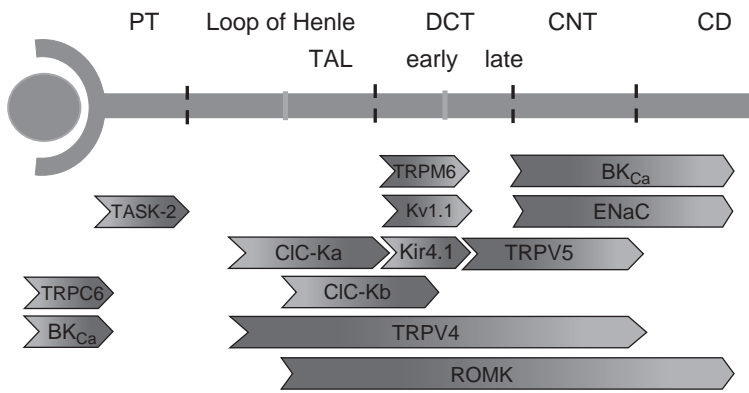 PT Loop of Henle DCT CNT CD
TAL early late
TRPM6 BKCa
TASK-2 Kv1.1 ENaC
ClC-Ka Kir4.1 TRPV5
TRPC6 ClC-Kb
BKCa TRPV4
ROMK